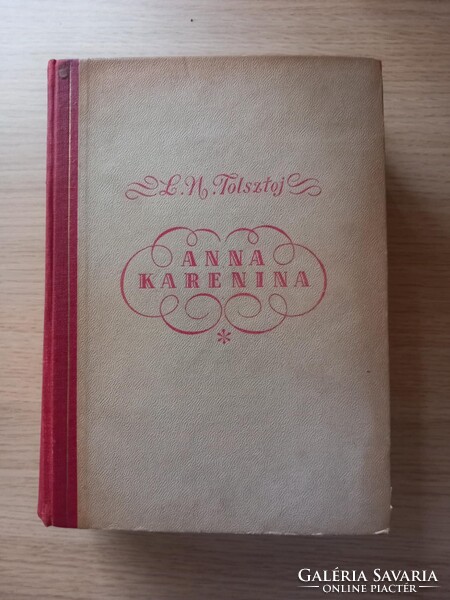 L. N. Tolsztoj
ANNA
KARENINA
GALÉRIA SAVARIA
ONLINE PIACTÉR